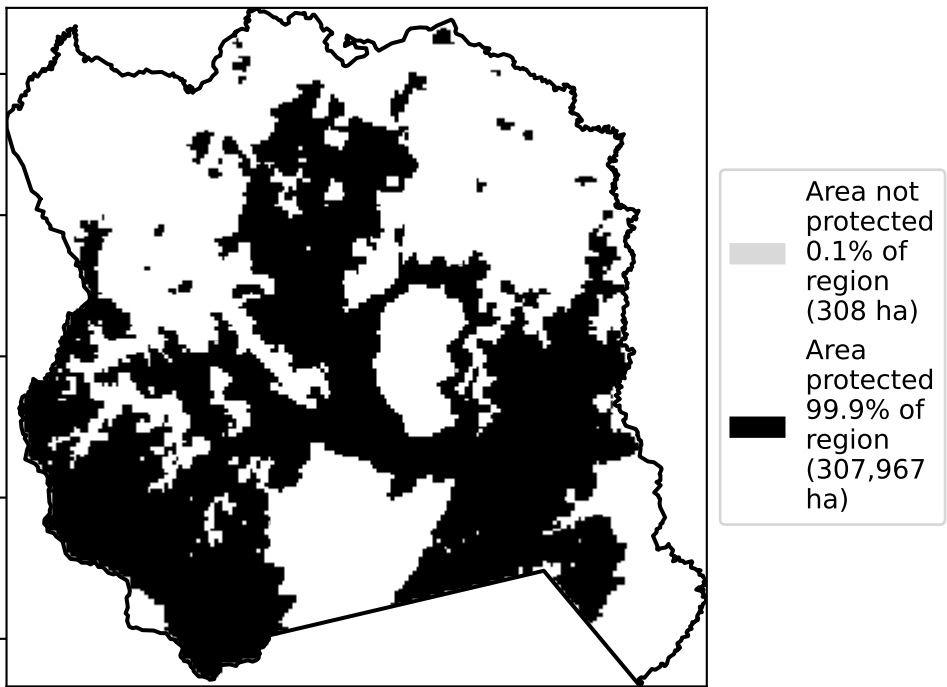 Area not
protected
0.1% of
region
(308 ha)
Area
protected
99.9% of
region
(307,967
ha)